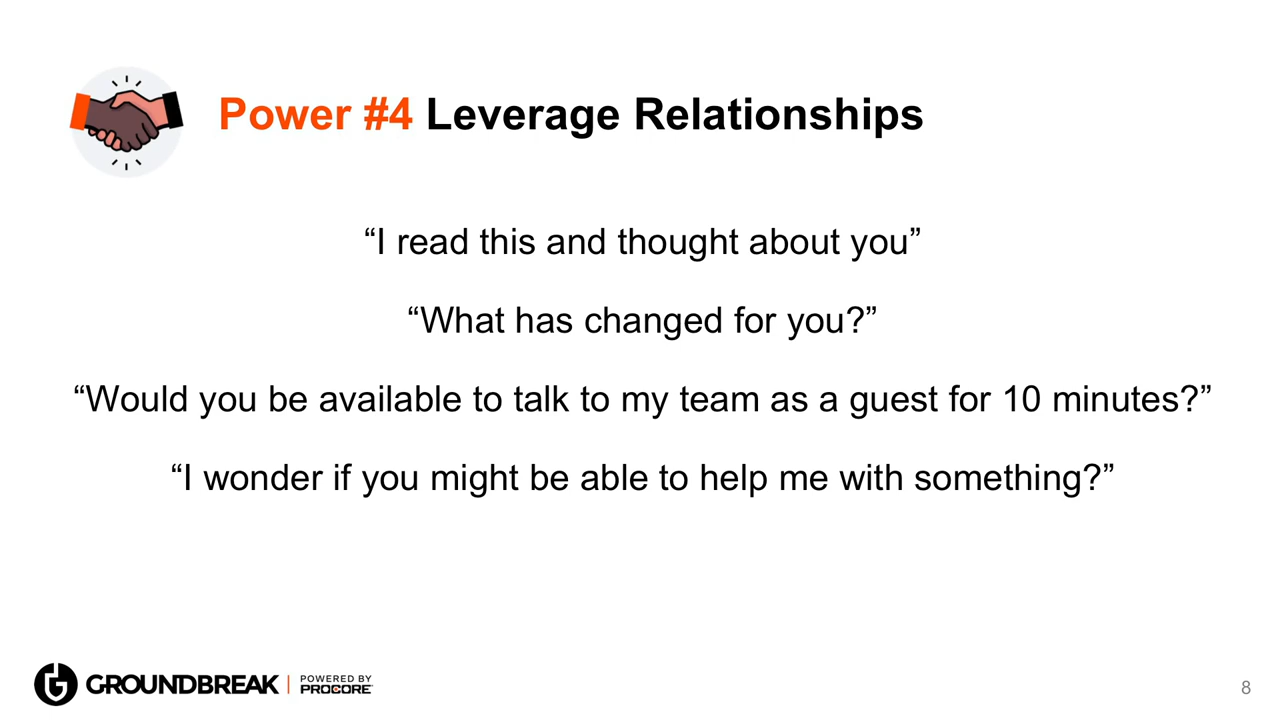 Power #4 Leverage Relationships
“I read this and thought about you”
“What has changed for you?”
“Would you be available to talk to my team as a guest for 10 minutes?”
“I wonder if you might be able to help me with something?”
GROUNDBREAK
POWERED BY
PROCORE
8